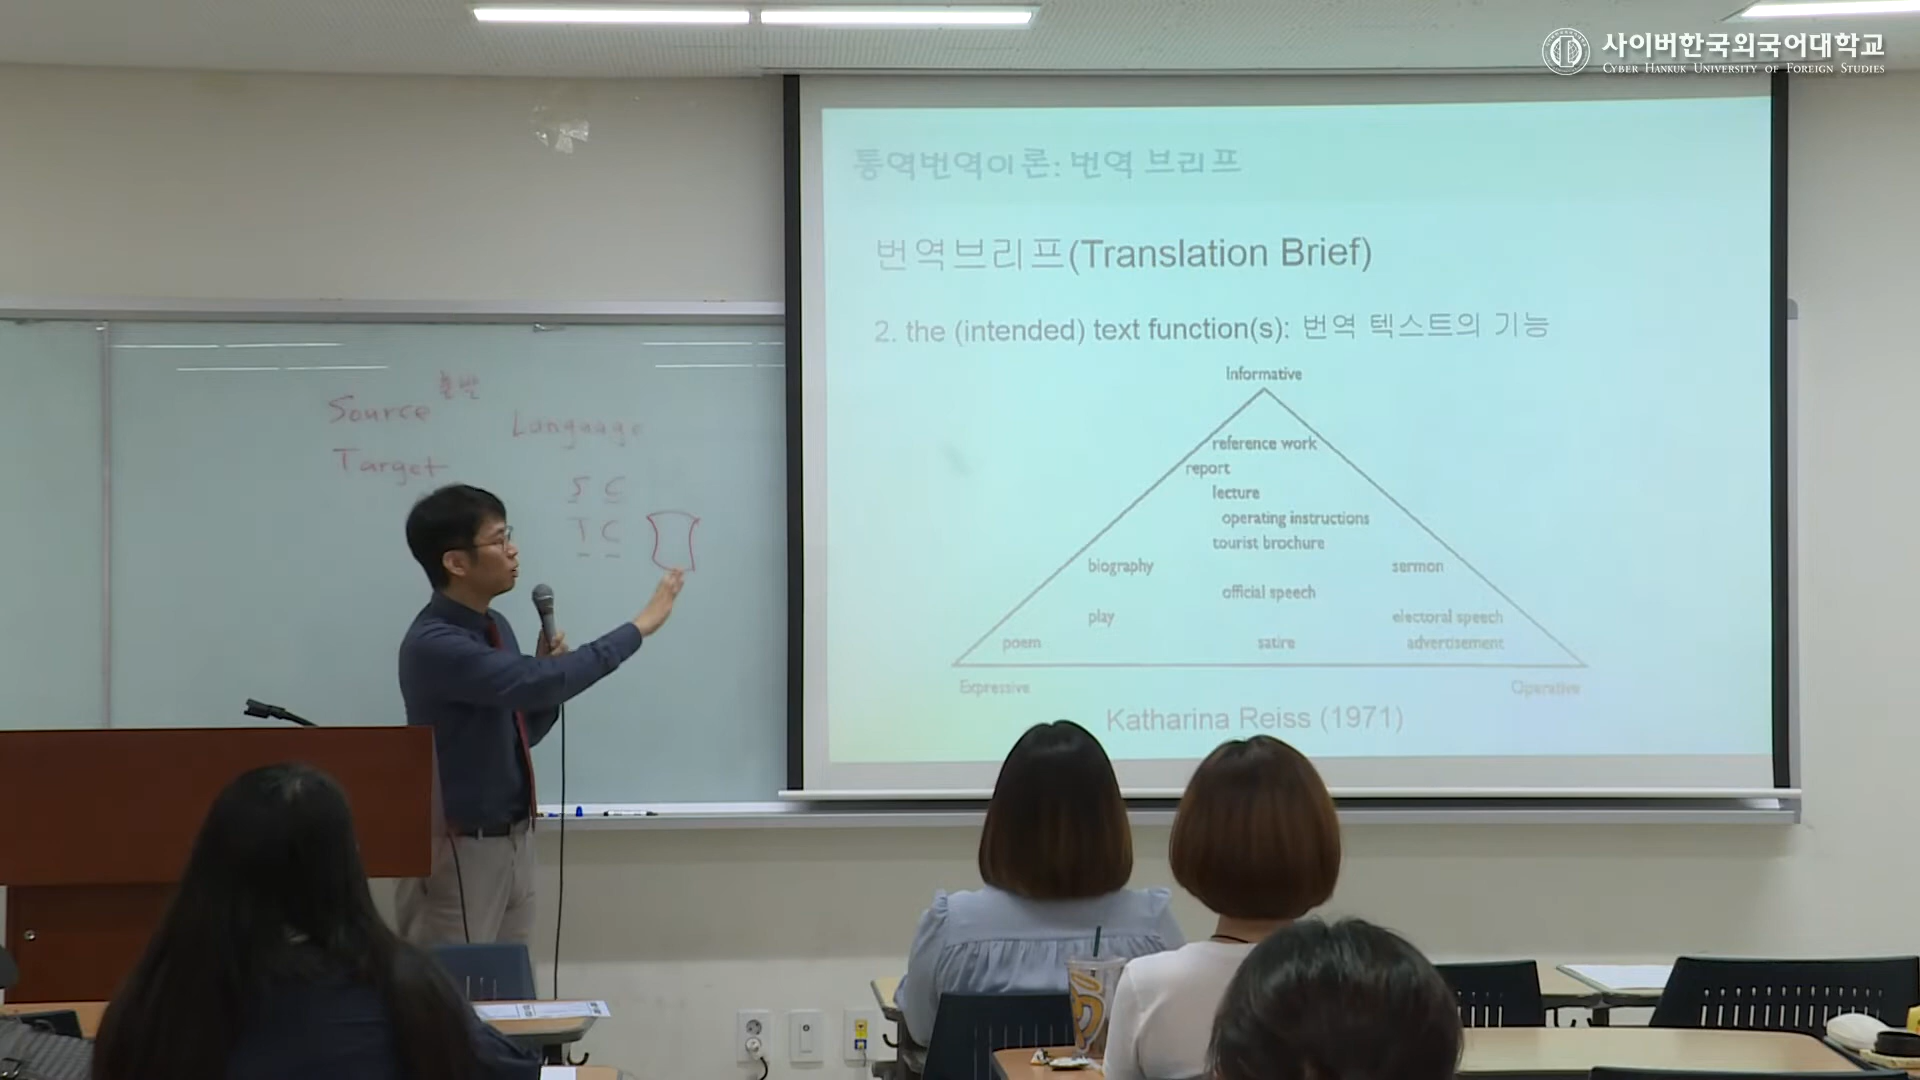 사이버한국외국어대학교
CYBER HANKUK UNIVERSITY OF FOREIGN STUDIES
통역번역이론: 번역 브리프
번역브리프(Translation Brief)
2. the (intended) text function(s): 번역 텍스트의 기능
Informative
reference work
report
lecture
operating instructions
tourist brochure
biography
sermon
official speech
play
electoral speech
poem
satire
advertisement
Expressive
Operative
Katharina Reiss (1971)
Source 출발
Language
Target
S C
T C